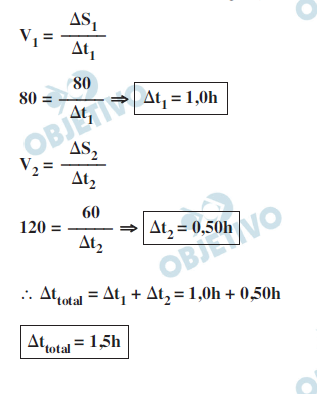 V₁ = ΔS₁ / Δt₁
80 = 80 / Δt₁ ⇒ Δt₁ = 1,0h
V₂ = ΔS₂ / Δt₂
120 = 60 / Δt₂ ⇒ Δt₂ = 0,50h
∴ Δt_total = Δt₁ + Δt₂ = 1,0h + 0,50h
Δt_total = 1,5h
OBJETIVO
OBJETIVO